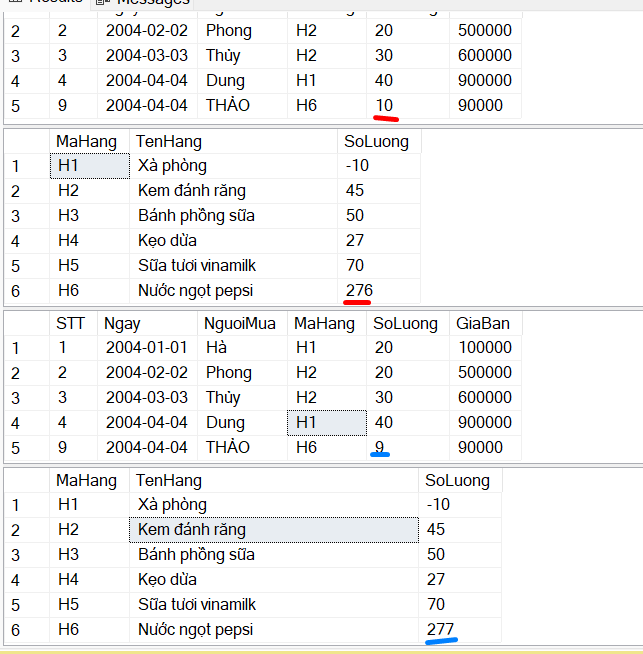 Messages
2 2 2004-02-02 Phong H2 20 500000
3 3 2004-03-03 Thủy H2 30 600000
4 4 2004-04-04 Dung H1 40 900000
5 9 2004-04-04 THẢO H6 10 90000
MaHang TenHang SoLuong
1 H1 Xà phòng -10
2 H2 Kem đánh răng 45
3 H3 Bánh phồng sữa 50
4 H4 Kẹo dừa 27
5 H5 Sữa tươi vinamilk 70
6 H6 Nước ngọt pepsi 276
STT Ngay NguoiMua MaHang SoLuong GiaBan
1 1 2004-01-01 Hà H1 20 100000
2 2 2004-02-02 Phong H2 20 500000
3 3 2004-03-03 Thủy H2 30 600000
4 4 2004-04-04 Dung H1 40 900000
5 9 2004-04-04 THẢO H6 9 90000
MaHang TenHang SoLuong
1 H1 Xà phòng -10
2 H2 Kem đánh răng 45
3 H3 Bánh phồng sữa 50
4 H4 Kẹo dừa 27
5 H5 Sữa tươi vinamilk 70
6 H6 Nước ngọt pepsi 277